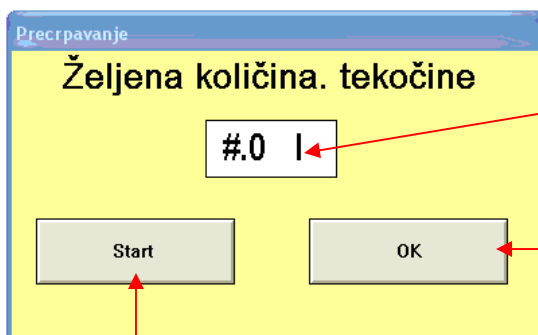 Precrpavanje
Željena količina. tekočine
#.0 l
Start
OK